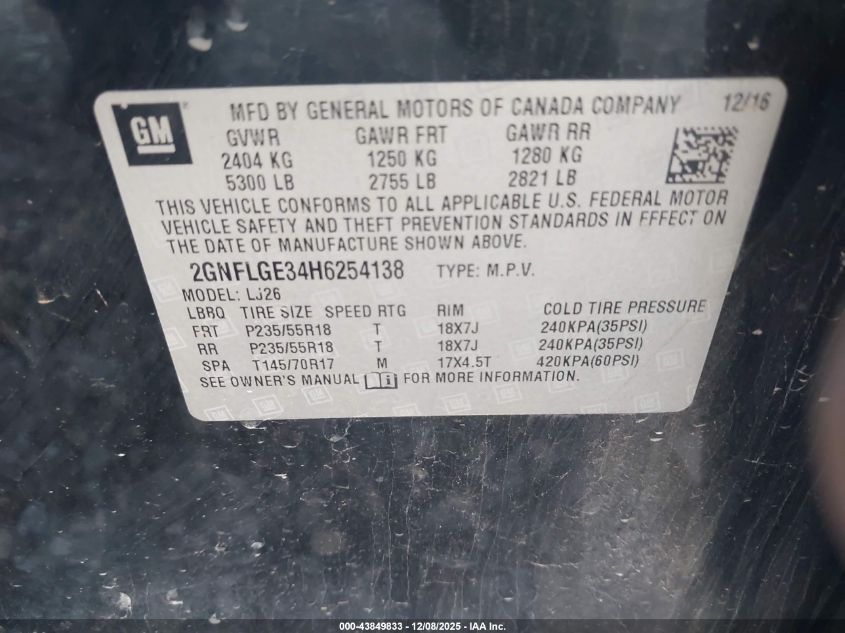 GM
MFD BY GENERAL MOTORS OF CANADA COMPANY 12/16
GVWR GAWR FRT GAWR RR
2404 KG 1250 KG 1280 KG
5300 LB 2755 LB 2821 LB
THIS VEHICLE CONFORMS TO ALL APPLICABLE U.S. FEDERAL MOTOR
VEHICLE SAFETY AND THEFT PREVENTION STANDARDS IN EFFECT ON
THE DATE OF MANUFACTURE SHOWN ABOVE.
2GNFLGE34H6254138 TYPE: M.P.V.
MODEL: LJ26
LBRQ TIRE SIZE SPEED RTG RIM COLD TIRE PRESSURE
FRT P235/55R18 T 18X7J 240KPA(35PSI)
RR P235/55R18 T 18X7J 240KPA(35PSI)
SPA T145/70R17 M 17X4.5T 420KPA(60PSI)
SEE OWNER'S MANUAL FOR MORE INFORMATION.
000-43849833 - 12/08/2025 - IAA Inc.